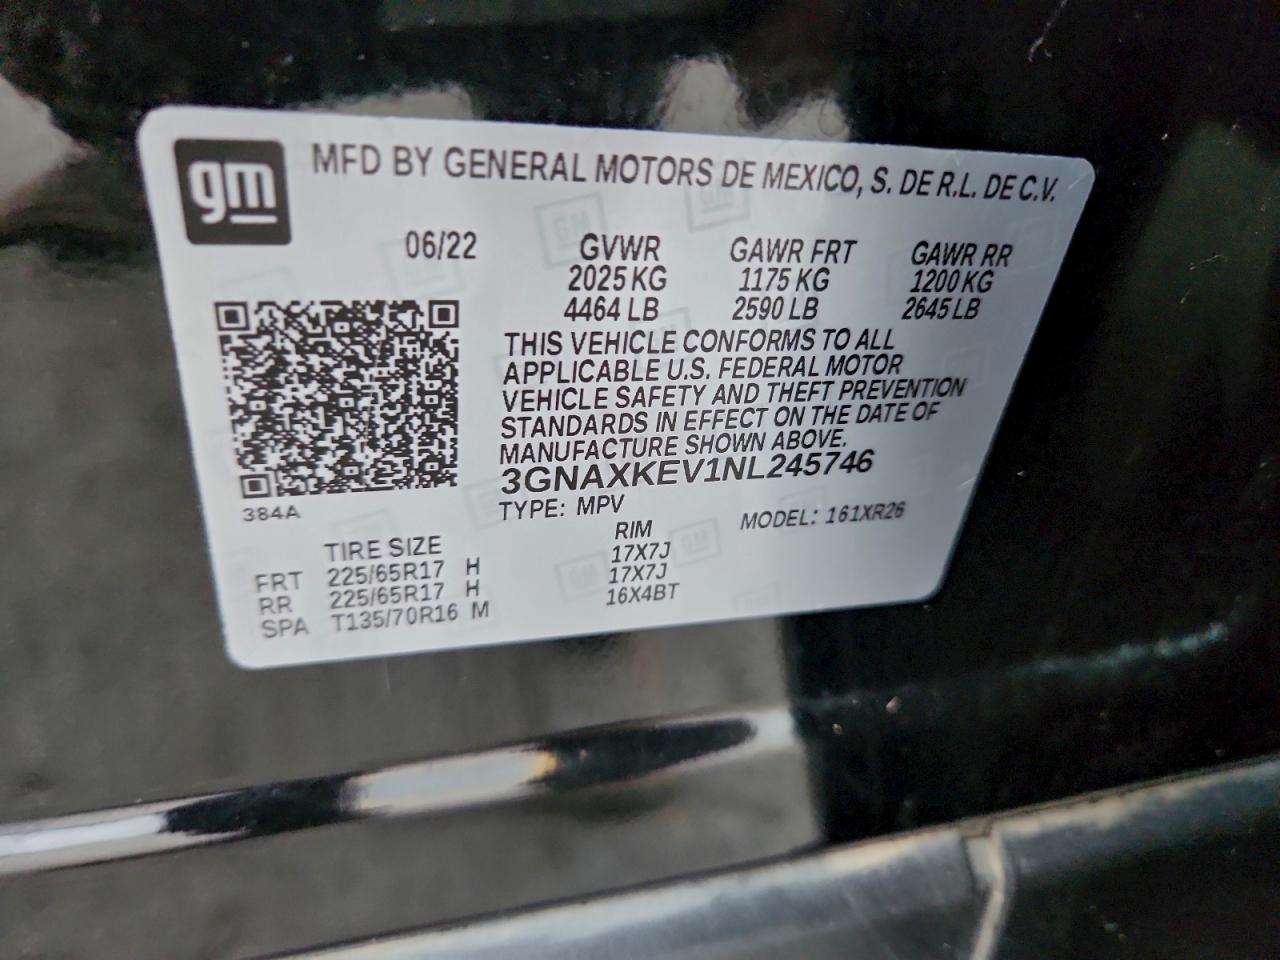 gm
MFD BY GENERAL MOTORS DE MEXICO, S. DE R.L. DE C.V.
06/22 GVWR GAWR FRT GAWR RR
2025 KG 1175 KG 1200 KG
4464 LB 2590 LB 2645 LB
THIS VEHICLE CONFORMS TO ALL
APPLICABLE U.S. FEDERAL MOTOR
VEHICLE SAFETY AND THEFT PREVENTION
STANDARDS IN EFFECT ON THE DATE OF
MANUFACTURE SHOWN ABOVE.
3GNAXKEV1NL245746
384A
TYPE: MPV MODEL: 161XR26
TIRE SIZE RIM
FRT 225/65R17 H 17X7J
RR 225/65R17 H 17X7J
SPA T135/70R16 M 16X4BT